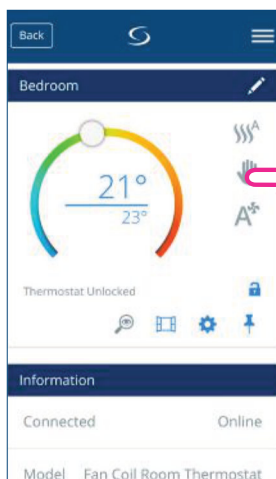 Back
Bedroom
A
21°
23°
A
Thermostat Unlocked
Information
Connected Online
Model Fan Coil Room Thermostat